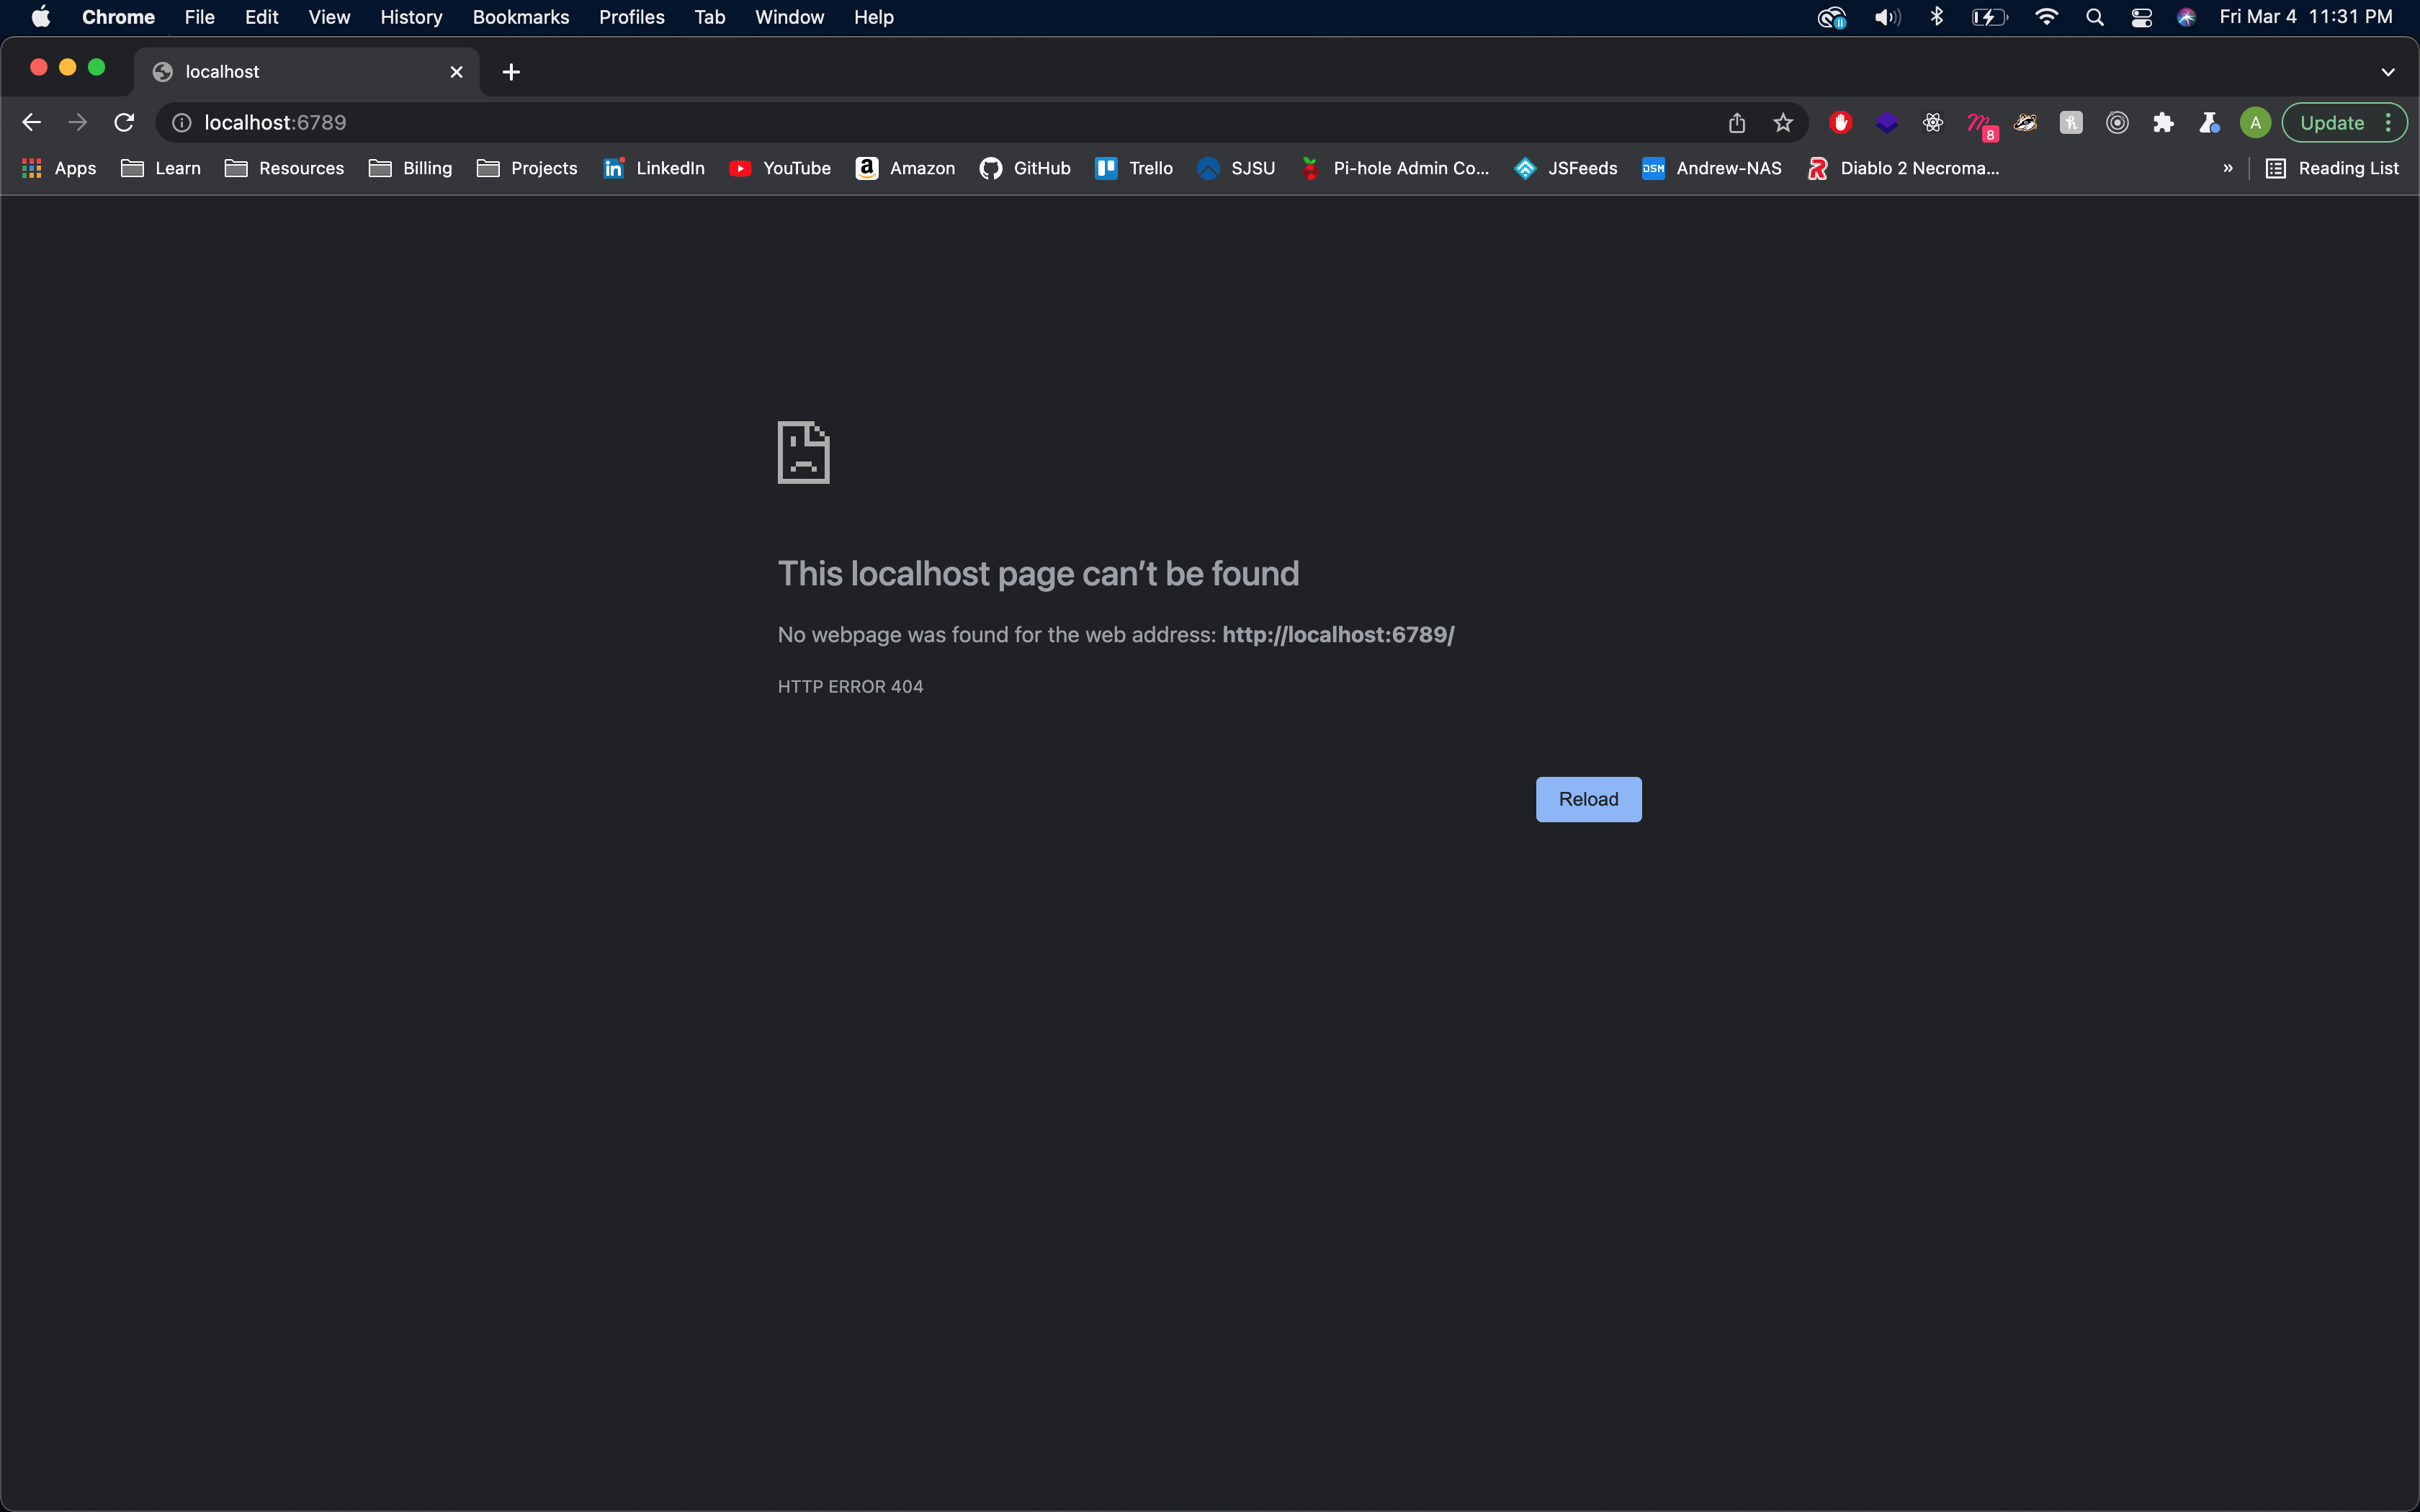 Chrome File Edit View History Bookmarks Profiles Tab Window Help Fri Mar 4 11:31 PM
localhost
localhost:6789 8 A Update
Apps Learn Resources Billing Projects in LinkedIn YouTube a Amazon GitHub Trello SJSU Pi-hole Admin Co... JSFeeds DSM Andrew-NAS Diablo 2 Necroma... » Reading List
This localhost page can’t be found
No webpage was found for the web address: http://localhost:6789/
HTTP ERROR 404
Reload